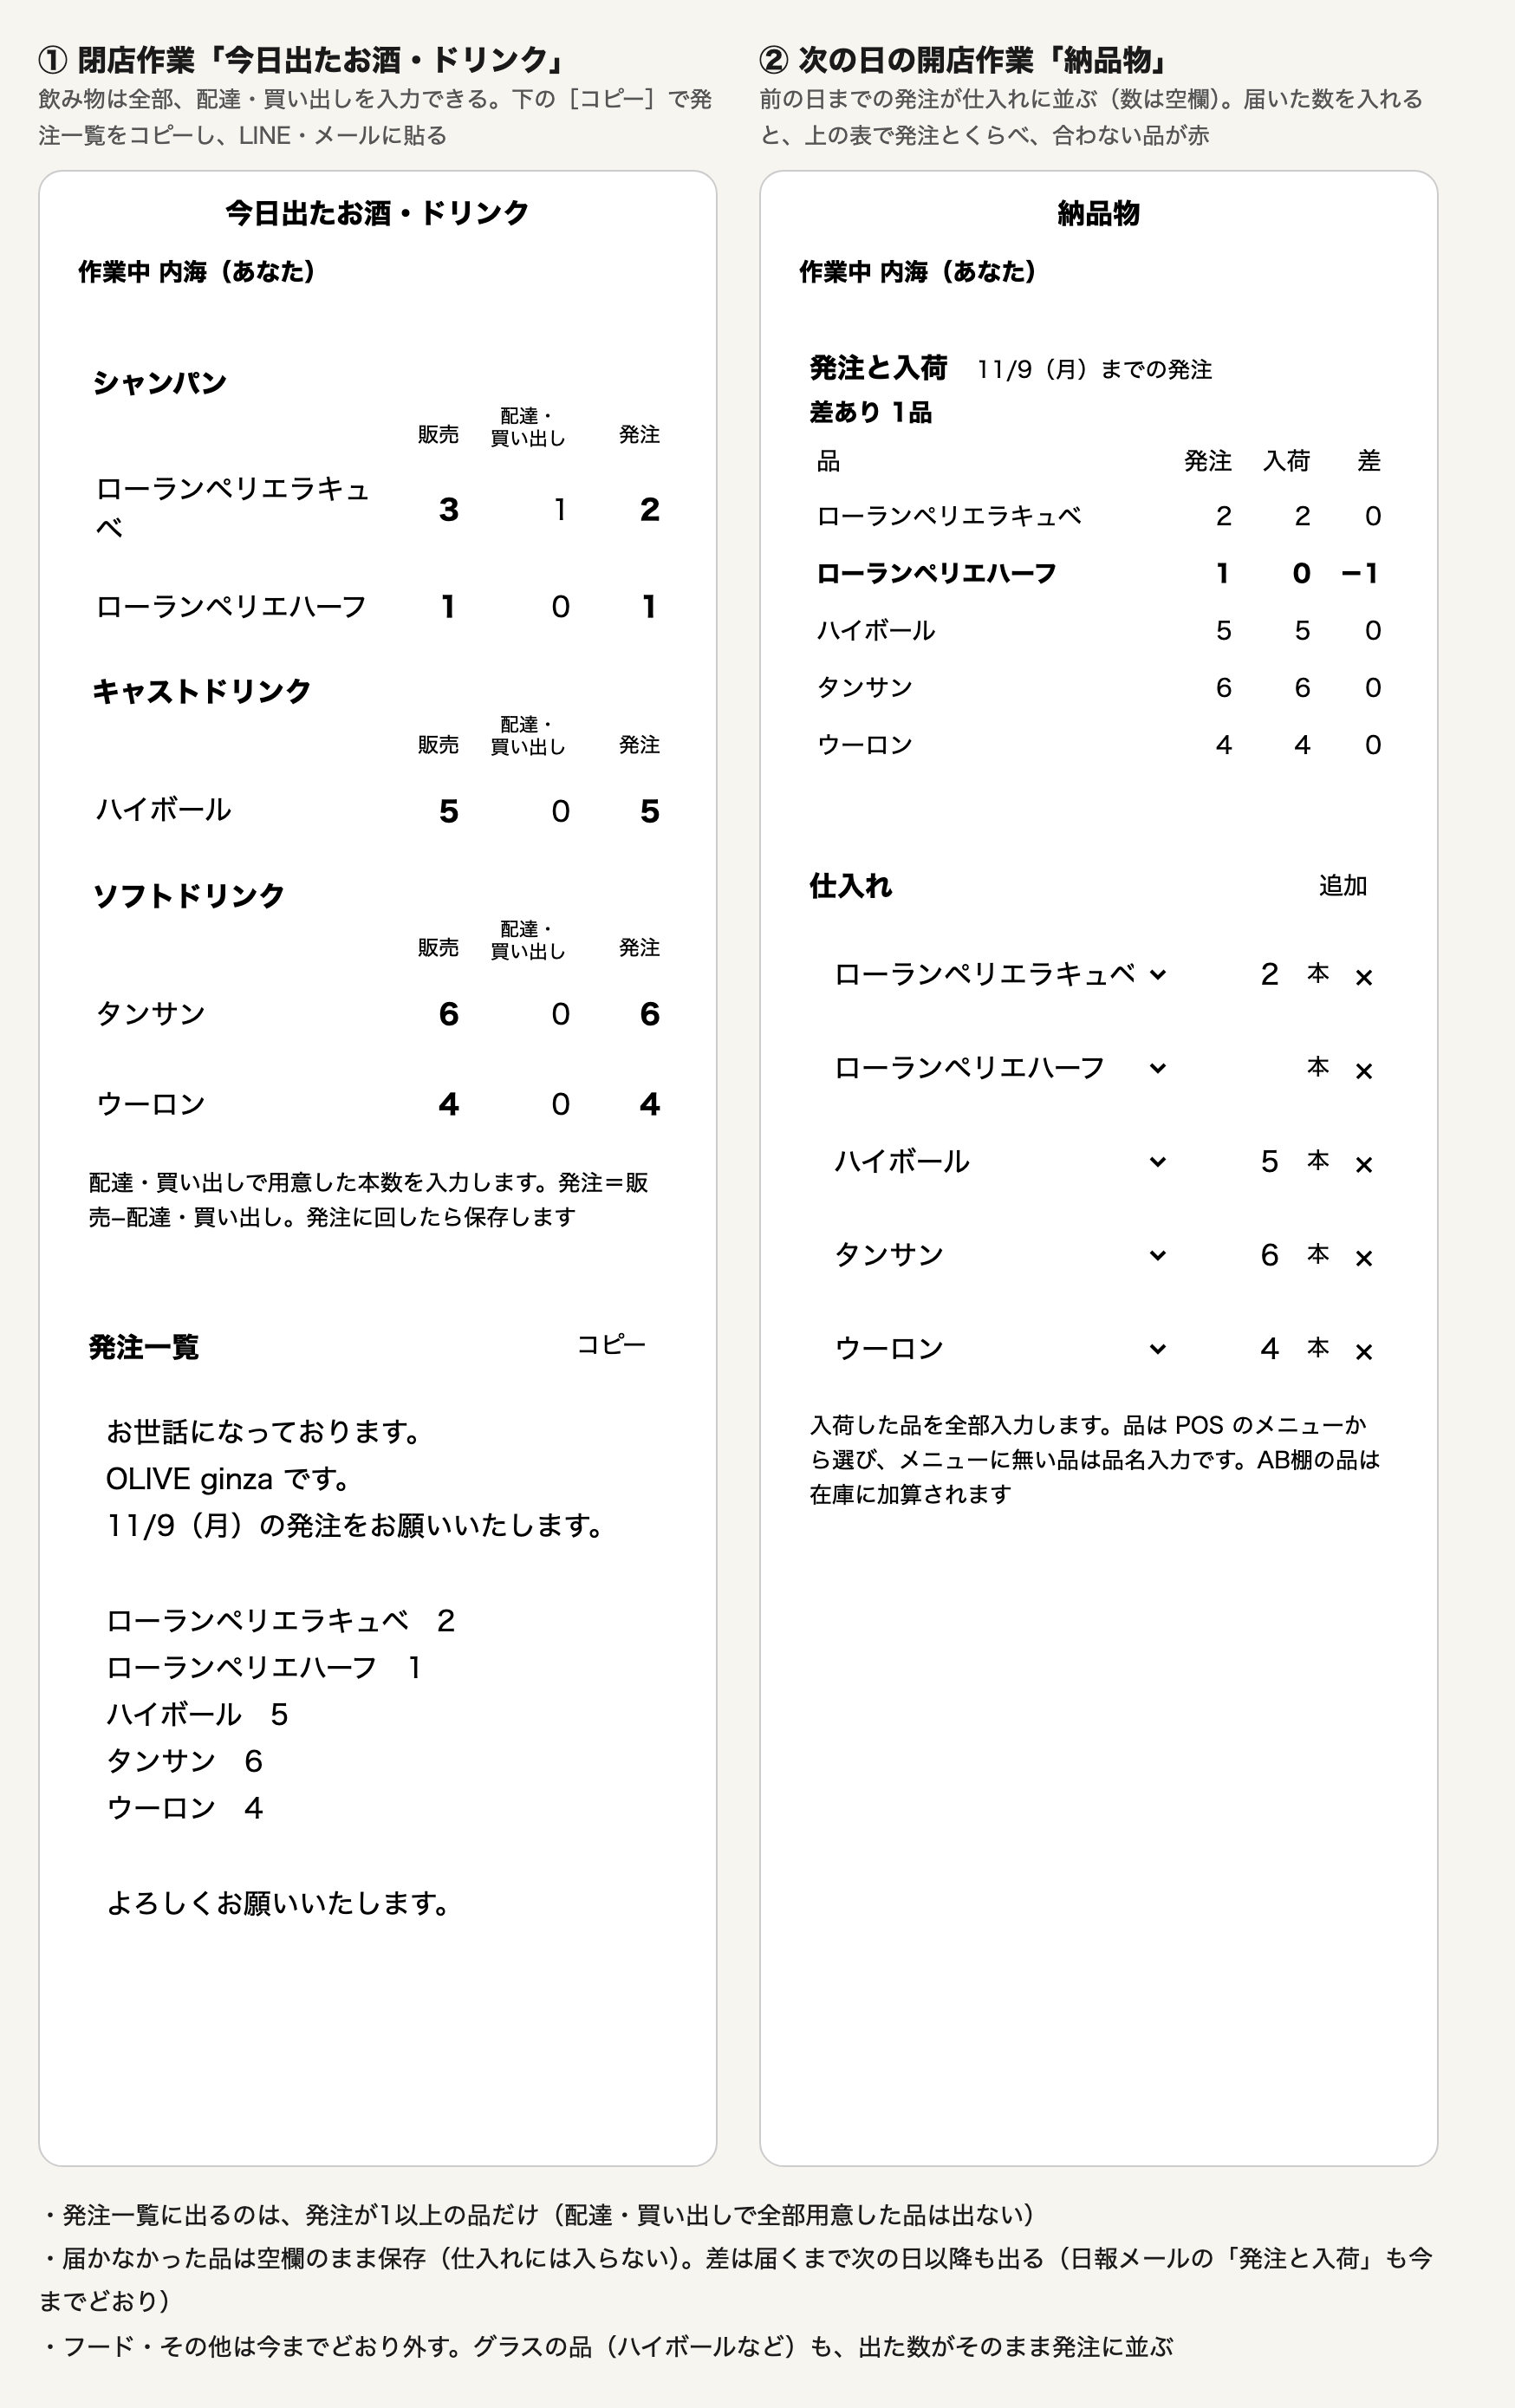 ① 閉店作業「今日出たお酒・ドリンク」
飲み物は全部、配達・買い出しを入力できる。下の［コピー］で発
注一覧をコピーし、LINE・メールに貼る
今日出たお酒・ドリンク
作業中 内海（あなた）
シャンパン
販売 配達・買い出し 発注
ローランペリエラキュ
ベ 3 1 2
ローランペリエハーフ 1 0 1
キャストドリンク
販売 配達・買い出し 発注
ハイボール 5 0 5
ソフトドリンク
販売 配達・買い出し 発注
タンサン 6 0 6
ウーロン 4 0 4
配達・買い出しで用意した本数を入力します。発注＝販
売−配達・買い出し。発注に回したら保存します
発注一覧 コピー
お世話になっております。
OLIVE ginza です。
11/9（月）の発注をお願いいたします。
ローランペリエラキュベ 2
ローランペリエハーフ 1
ハイボール 5
タンサン 6
ウーロン 4
よろしくお願いいたします。
② 次の日の開店作業「納品物」
前の日までの発注が仕入れに並ぶ（数は空欄）。届いた数を入れる
と、上の表で発注とくらべ、合わない品が赤
納品物
作業中 内海（あなた）
発注と入荷 11/9（月）までの発注
差あり 1品
品 発注 入荷 差
ローランペリエラキュベ 2 2 0
ローランペリエハーフ 1 0 −1
ハイボール 5 5 0
タンサン 6 6 0
ウーロン 4 4 0
仕入れ 追加
ローランペリエラキュベ 2 本 ×
ローランペリエハーフ 本 ×
ハイボール 5 本 ×
タンサン 6 本 ×
ウーロン 4 本 ×
入荷した品を全部入力します。品は POS のメニューか
ら選び、メニューに無い品は品名入力です。AB棚の品は
在庫に加算されます
・発注一覧に出るのは、発注が1以上の品だけ（配達・買い出しで全部用意した品は出ない）
・届かなかった品は空欄のまま保存（仕入れには入らない）。差は届くまで次の日以降も出る（日報メールの「発注と入荷」も今
までどおり）
・フード・その他は今までどおり外す。グラスの品（ハイボールなど）も、出た数がそのまま発注に並ぶ